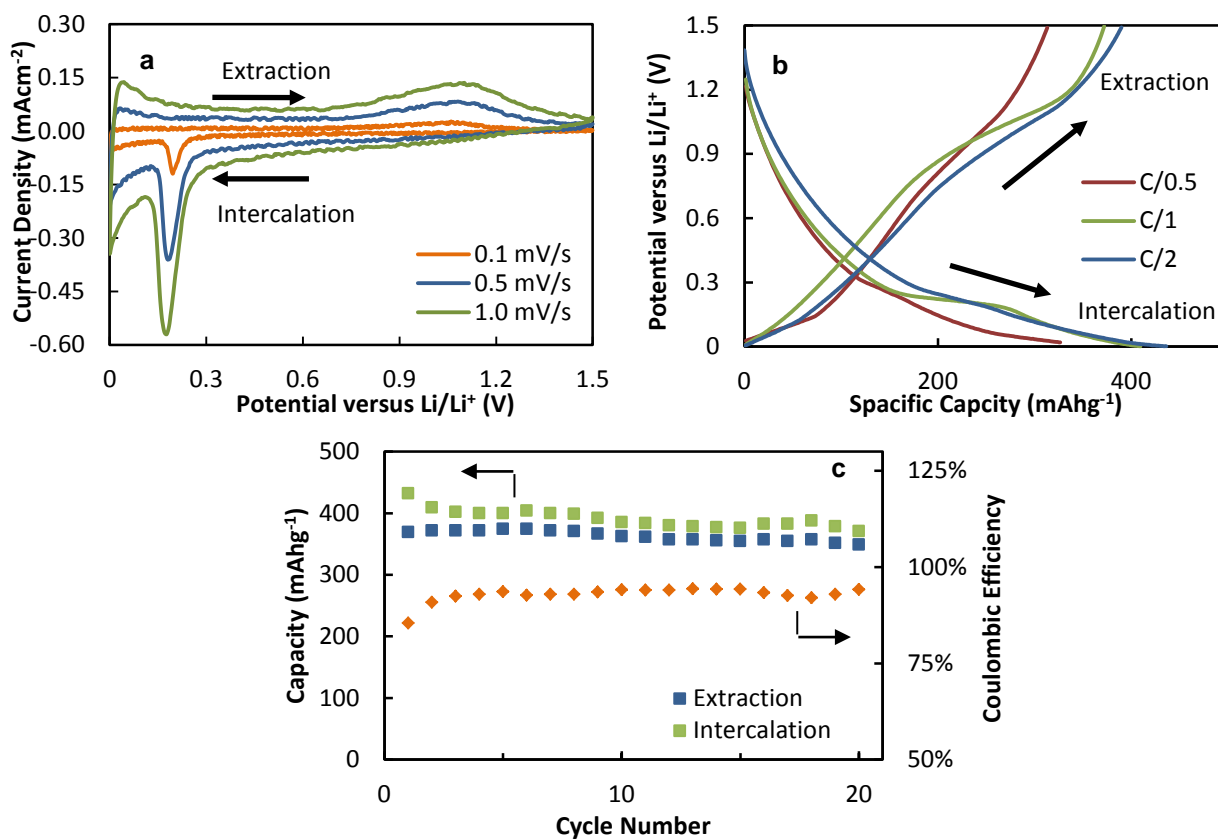 a
Current Density (mAcm⁻²)
0.30
0.15
0.00
-0.15
-0.30
-0.45
-0.60
Extraction
Intercalation
0.1 mV/s
0.5 mV/s
1.0 mV/s
0 0.3 0.6 0.9 1.2 1.5
Potential versus Li/Li⁺ (V)
b
Potential versus Li/Li⁺ (V)
1.5
1.2
0.9
0.6
0.3
0
Extraction
C/0.5
C/1
C/2
Intercalation
0 200 400
Spacific Capcity (mAhg⁻¹)
c
Capacity (mAhg⁻¹)
500
400
300
200
100
0
125%
100%
75%
50%
Coulombic Efficiency
Extraction
Intercalation
0 10 20
Cycle Number